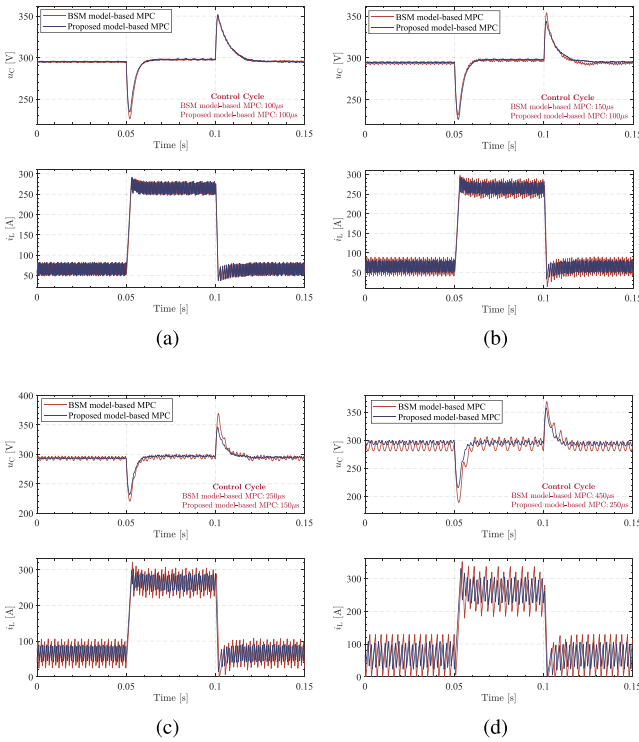 BSM model-based MPC
Proposed model-based MPC
350
300
250
u_C [V]
Control Cycle
BSM model-based MPC:100μs
Proposed model-based MPC:100μs
0 0.05 0.1 0.15
Time [s]
300
250
200
150
100
50
0
i_L [A]
0 0.05 0.1 0.15
Time [s]
(a)
BSM model-based MPC
Proposed model-based MPC
350
300
250
u_C [V]
Control Cycle
BSM model-based MPC:150μs
Proposed model-based MPC:100μs
0 0.05 0.1 0.15
Time [s]
300
250
200
150
100
50
0
i_L [A]
0 0.05 0.1 0.15
Time [s]
(b)
BSM model-based MPC
Proposed model-based MPC
400
350
300
250
200
u_C [V]
Control Cycle
BSM model-based MPC:250μs
Proposed model-based MPC:150μs
0 0.05 0.1 0.15
Time [s]
300
200
100
0
i_L [A]
0 0.05 0.1 0.15
Time [s]
(c)
BSM model-based MPC
Proposed model-based MPC
350
300
250
200
u_C [V]
Control Cycle
BSM model-based MPC:450μs
Proposed model-based MPC:250μs
0 0.05 0.1 0.15
Time [s]
300
200
100
0
i_L [A]
0 0.05 0.1 0.15
Time [s]
(d)